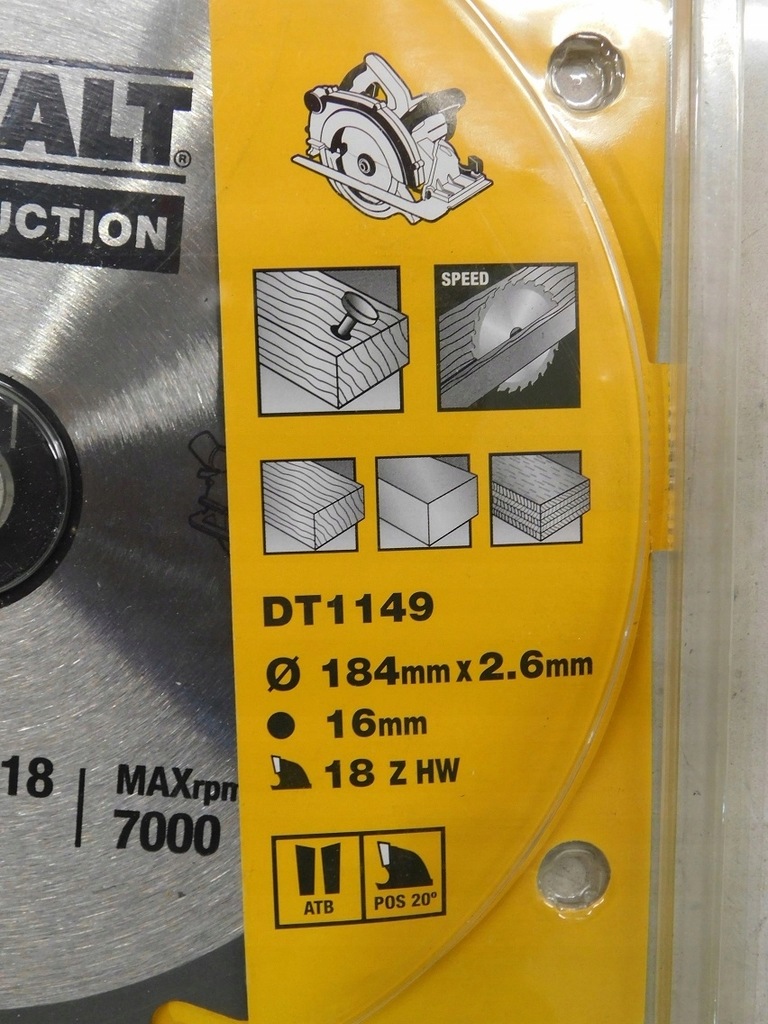 ALT®
UCTION
SPEED
DT1149
Ø 184mm x 2.6mm
● 16mm
18 Z HW
18
MAXrpm
7000
ATB
POS 20°